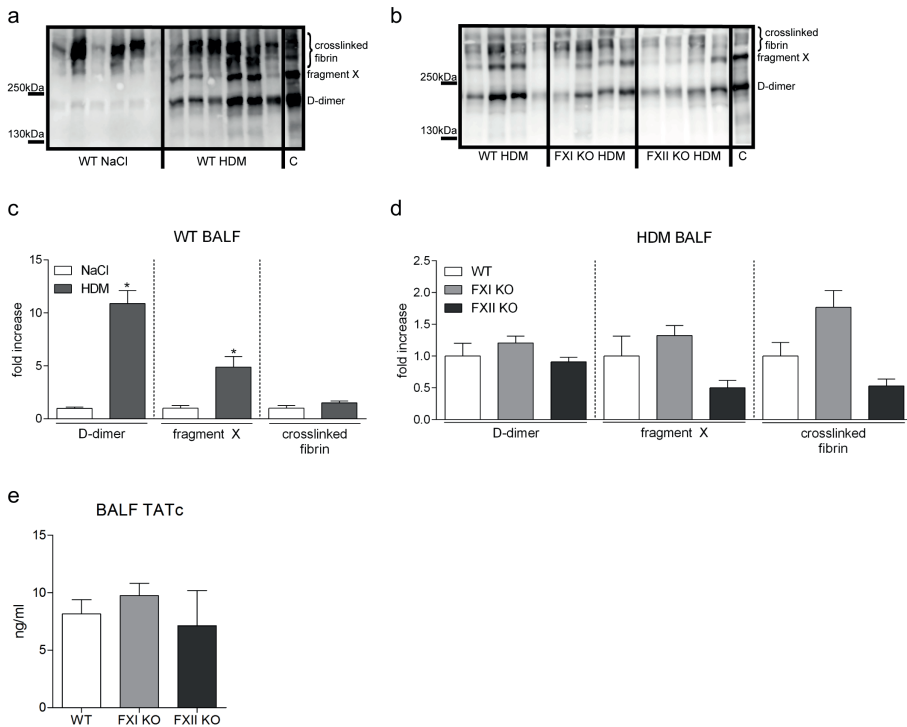 a
crosslinked
fibrin
fragment X
250kDa
D-dimer
130kDa
WT NaCl
WT HDM
C
b
crosslinked
fibrin
fragment X
250kDa
D-dimer
130kDa
WT HDM
FXI KO HDM
FXII KO HDM
C
c
WT BALF
15
10
5
0
fold increase
NaCl
HDM
*
*
D-dimer
fragment X
crosslinked
fibrin
d
HDM BALF
2.5
2.0
1.5
1.0
0.5
0.0
fold increase
WT
FXI KO
FXII KO
D-dimer
fragment X
crosslinked
fibrin
e
BALF TATc
15
10
5
0
ng/ml
WT
FXI KO
FXII KO